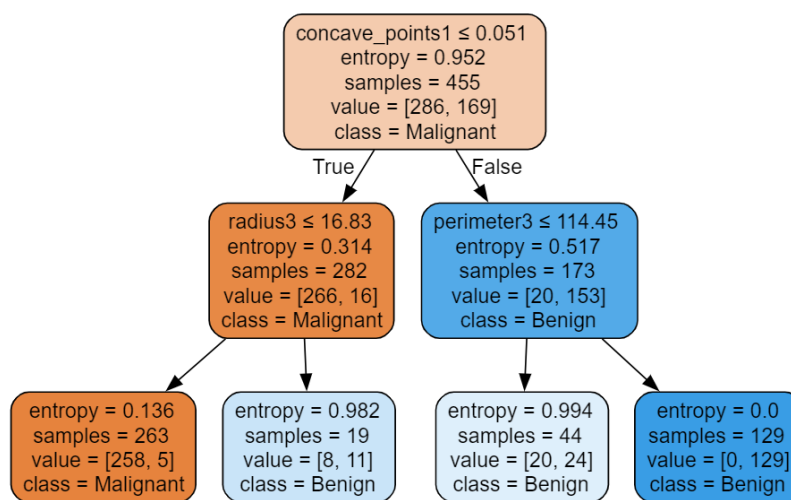 concave_points1 ≤ 0.051
entropy = 0.952
samples = 455
value = [286, 169]
class = Malignant
True
False
radius3 ≤ 16.83
entropy = 0.314
samples = 282
value = [266, 16]
class = Malignant
perimeter3 ≤ 114.45
entropy = 0.517
samples = 173
value = [20, 153]
class = Benign
entropy = 0.136
samples = 263
value = [258, 5]
class = Malignant
entropy = 0.982
samples = 19
value = [8, 11]
class = Benign
entropy = 0.994
samples = 44
value = [20, 24]
class = Benign
entropy = 0.0
samples = 129
value = [0, 129]
class = Benign